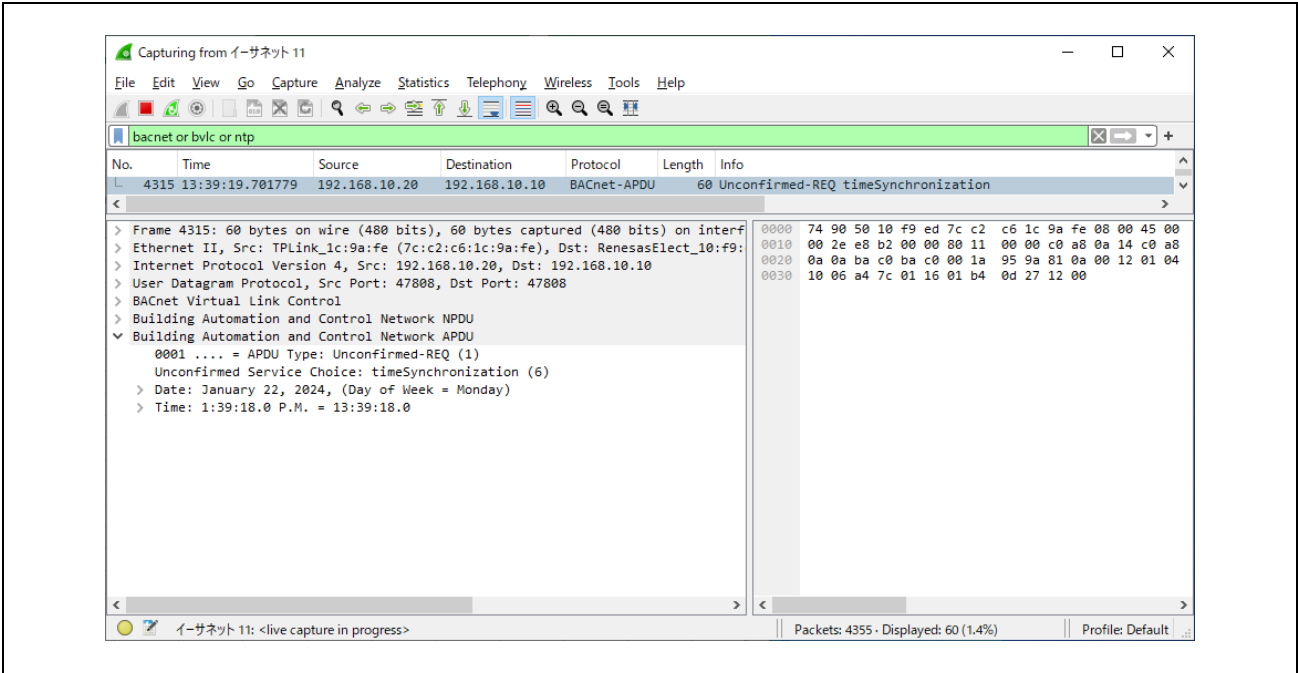 Capturing from イーサネット 11
File Edit View Go Capture Analyze Statistics Telephony Wireless Tools Help
bacnet or bvlc or ntp
No. Time Source Destination Protocol Length Info
4315 13:39:19.701779 192.168.10.20 192.168.10.10 BACnet-APDU 60 Unconfirmed-REQ timeSynchronization
> Frame 4315: 60 bytes on wire (480 bits), 60 bytes captured (480 bits) on interf
> Ethernet II, Src: TPLink_1c:9a:fe (7c:c2:c6:1c:9a:fe), Dst: RenesasElect_10:f9:
> Internet Protocol Version 4, Src: 192.168.10.20, Dst: 192.168.10.10
> User Datagram Protocol, Src Port: 47808, Dst Port: 47808
> BACnet Virtual Link Control
> Building Automation and Control Network NPDU
Building Automation and Control Network APDU
0001 .... = APDU Type: Unconfirmed-REQ (1)
Unconfirmed Service Choice: timeSynchronization (6)
> Date: January 22, 2024, (Day of Week = Monday)
> Time: 1:39:18.0 P.M. = 13:39:18.0
0000 74 90 50 10 f9 ed 7c c2 c6 1c 9a fe 08 00 45 00
0010 00 2e e8 b2 00 00 80 11 00 00 c0 a8 0a 14 c0 a8
0020 0a 0a ba c0 ba c0 00 1a 95 9a 81 0a 00 12 01 04
0030 10 06 a4 7c 01 16 01 b4 0d 27 12 00
イーサネット 11: <live capture in progress>
Packets: 4355 · Displayed: 60 (1.4%)
Profile: Default